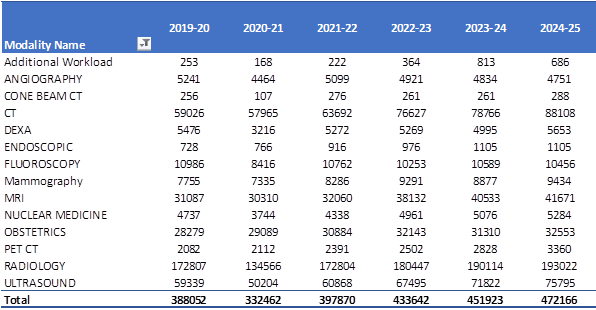 2019-20 2020-21 2021-22 2022-23 2023-24 2024-25
Modality Name
Additional Workload 253 168 222 364 813 686
ANGIOGRAPHY 5241 4464 5099 4921 4834 4751
CONE BEAM CT 256 107 276 261 261 288
CT 59026 57965 63692 76627 78766 88108
DEXA 5476 3216 5272 5269 4995 5653
ENDOSCOPIC 728 766 916 976 1105 1105
FLUOROSCOPY 10986 8416 10762 10253 10589 10456
Mammography 7755 7335 8286 9291 8877 9434
MRI 31087 30310 32060 38132 40533 41671
NUCLEAR MEDICINE 4737 3744 4338 4961 5076 5284
OBSTETRICS 28279 29089 30884 32143 31310 32553
PET CT 2082 2112 2391 2502 2828 3360
RADIOLOGY 172807 134566 172804 180447 190114 193022
ULTRASOUND 59339 50204 60868 67495 71822 75795
Total 388052 332462 397870 433642 451923 472166